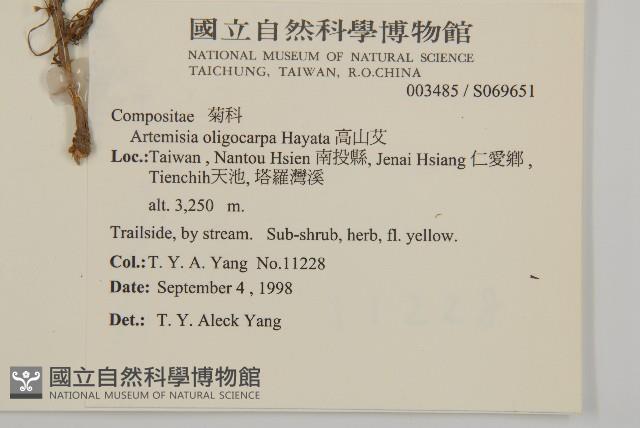 國立自然科學博物館
NATIONAL MUSEUM OF NATURAL SCIENCE
TAICHUNG, TAIWAN, R.O.CHINA
003485 / S069651
Compositae 菊科
Artemisia oligocarpa Hayata 高山艾
Loc.:Taiwan , Nantou Hsien 南投縣, Jenai Hsiang 仁愛鄉 ,
Tienchih天池, 塔羅灣溪
alt. 3,250 m.
Trailside, by stream. Sub-shrub, herb, fl. yellow.
Col.: T. Y. A. Yang No.11228
Date: September 4 , 1998
Det.: T. Y. Aleck Yang
11228
國立自然科學博物館
NATIONAL MUSEUM OF NATURAL SCIENCE